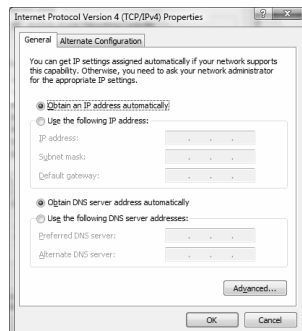 Internet Protocol Version 4 (TCP/IPv4) Properties
General
Alternate Configuration
You can get IP settings assigned automatically if your network supports
this capability. Otherwise, you need to ask your network administrator
for the appropriate IP settings.
Obtain an IP address automatically
Use the following IP address:
IP address:
Subnet mask:
Default gateway:
Obtain DNS server address automatically
Use the following DNS server addresses:
Preferred DNS server:
Alternate DNS server:
Advanced...
OK
Cancel